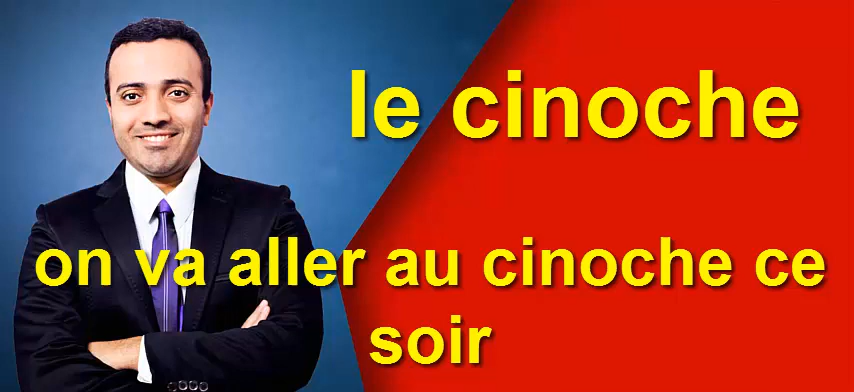 le cinoche
on va aller au cinoche ce
soir